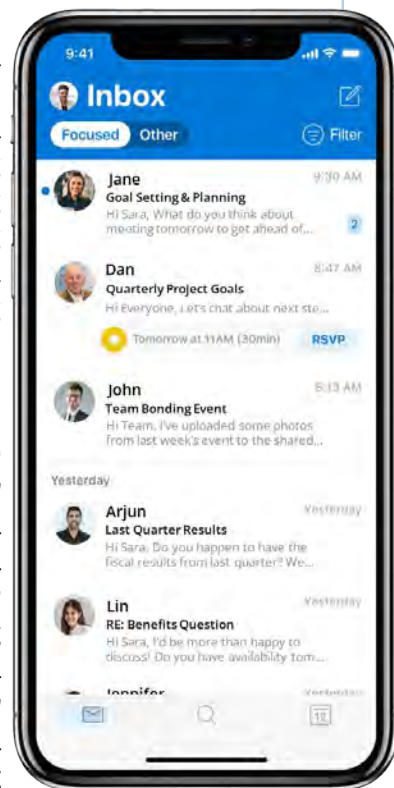 9:41
Inbox
Focused Other
Filter
Jane
9:30 AM
Goal Setting & Planning
Hi Sara, What do you think about
meeting tomorrow to get ahead of...
2
Dan
8:47 AM
Quarterly Project Goals
Hi Everyone, Let's chat about next ste...
Tomorrow at 11AM (30min)
RSVP
John
8:13 AM
Team Bonding Event
Hi Team, I've uploaded some photos
from last week's event to the shared...
Yesterday
Arjun
Yesterday
Last Quarter Results
Hi Sara, Do you happen to have the
fiscal results from last quarter? We...
Lin
Yesterday
RE: Benefits Question
Hi Sara, I'd be more than happy to
discuss! Do you have availability tom...
Jennifer
Yesterday
12